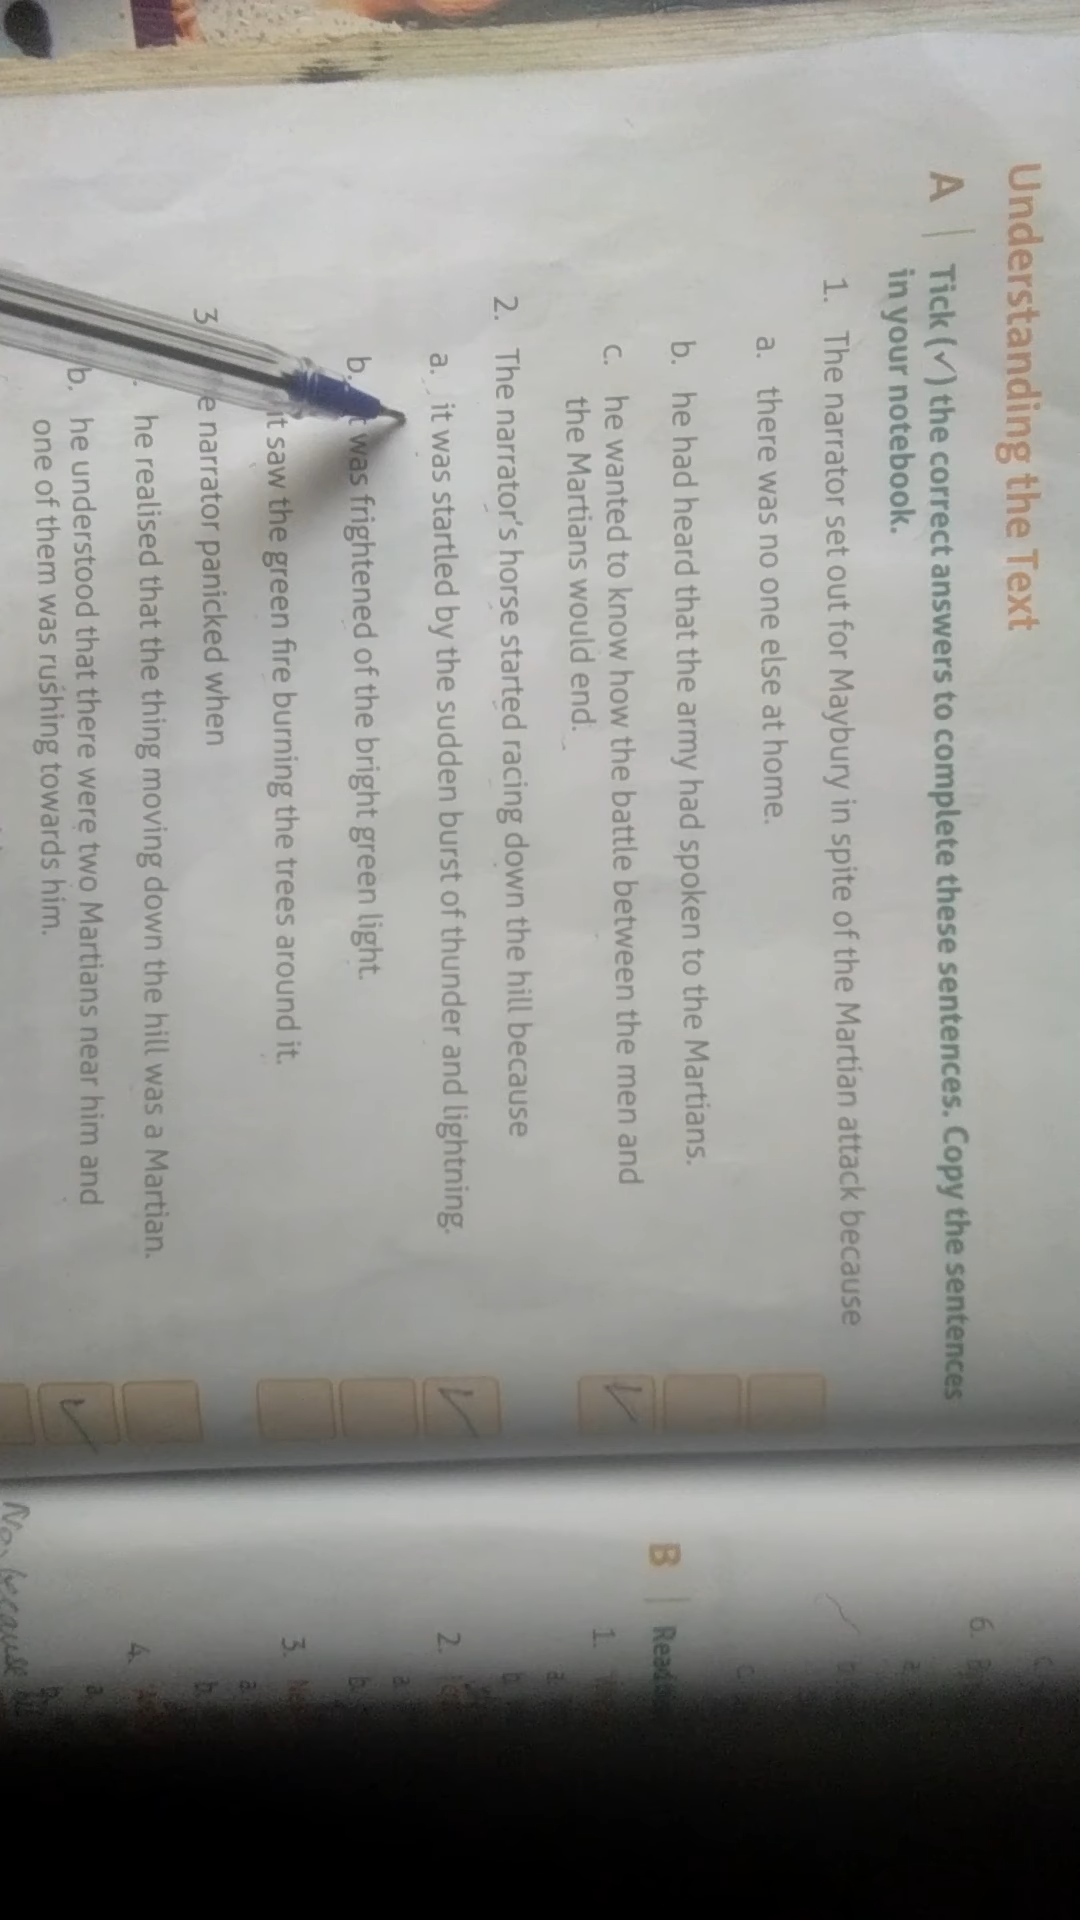 Understanding the Text
A | Tick (✓) the correct answers to complete these sentences. Copy the sentences
in your notebook.
1. The narrator set out for Maybury in spite of the Martian attack because
a. there was no one else at home.
b. he had heard that the army had spoken to the Martians.
c. he wanted to know how the battle between the men and
the Martians would end.
2. The narrator's horse started racing down the hill because
a. it was startled by the sudden burst of thunder and lightning.
b. was frightened of the bright green light.
it saw the green fire burning the trees around it.
3 narrator panicked when
he realised that the thing moving down the hill was a Martian.
b. he understood that there were two Martians near him and
one of them was rushing towards him.
6.
B | Read
1.
2.
3.
4.
No, because